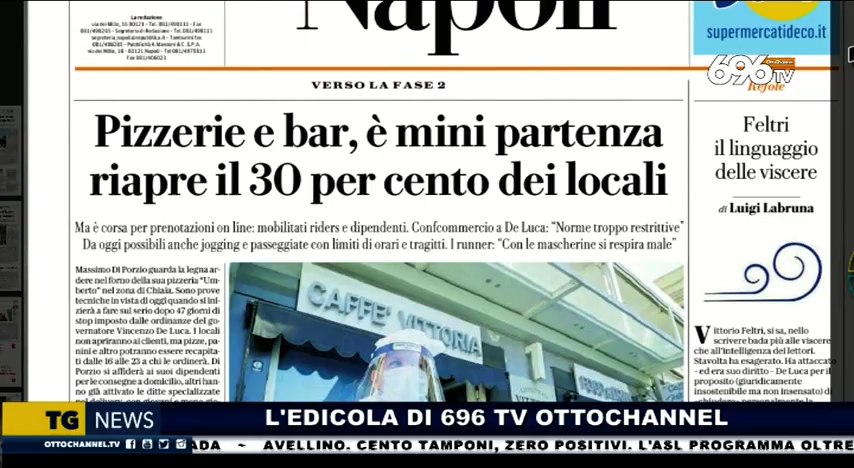 La redazione
Napoli
supermercatideco.it
696 TV
VERSO LA FASE 2
Refole
Pizzerie e bar, è mini partenza
riapre il 30 per cento dei locali
Ma è corsa per prenotazioni on line: mobilitati riders e dipendenti. Confcommercio a De Luca: “Norme troppo restrittive”
Da oggi possibili anche jogging e passeggiate con limiti di orari e tragitti. I runner: “Con le mascherine si respira male”
Feltri
il linguaggio
delle viscere
di Luigi Labruna
Massimo Di Porzio guarda la legna ar-
dere nel forno della sua pizzeria “Um-
berto” nel zona di Chiaia. Sono prove
tecniche in vista di oggi quando si ini-
zierà a fare sul serio dopo 47 giorni di
stop imposto dalle ordinanze del go-
vernatore Vincenzo De Luca. I locali
non apriranno ai clienti, ma pizze, pa-
nini e altro potranno essere recapita-
ti dalle 16 alle 23 a chi le ordinerà. Di
Porzio si affiderà ai suoi dipendenti
per le consegne a domicilio, altri han-
no già attivato le ditte specializzate
CAFFE' VITTORIA
Vittorio Feltri, si sa, nello
scrivere bada più alle viscere
che all'intelligenza dei lettori.
Stavolta ha esagerato. Ha attaccato
- ed era suo diritto - De Luca per il
proposito (giuridicamente
insostenibile ma non insensato) di
TG NEWS
L'EDICOLA DI 696 TV OTTOCHANNEL
OTTOCHANNEL.TV
ADA ~ AVELLINO. CENTO TAMPONI, ZERO POSITIVI. L'ASL PROGRAMMA OLTRE